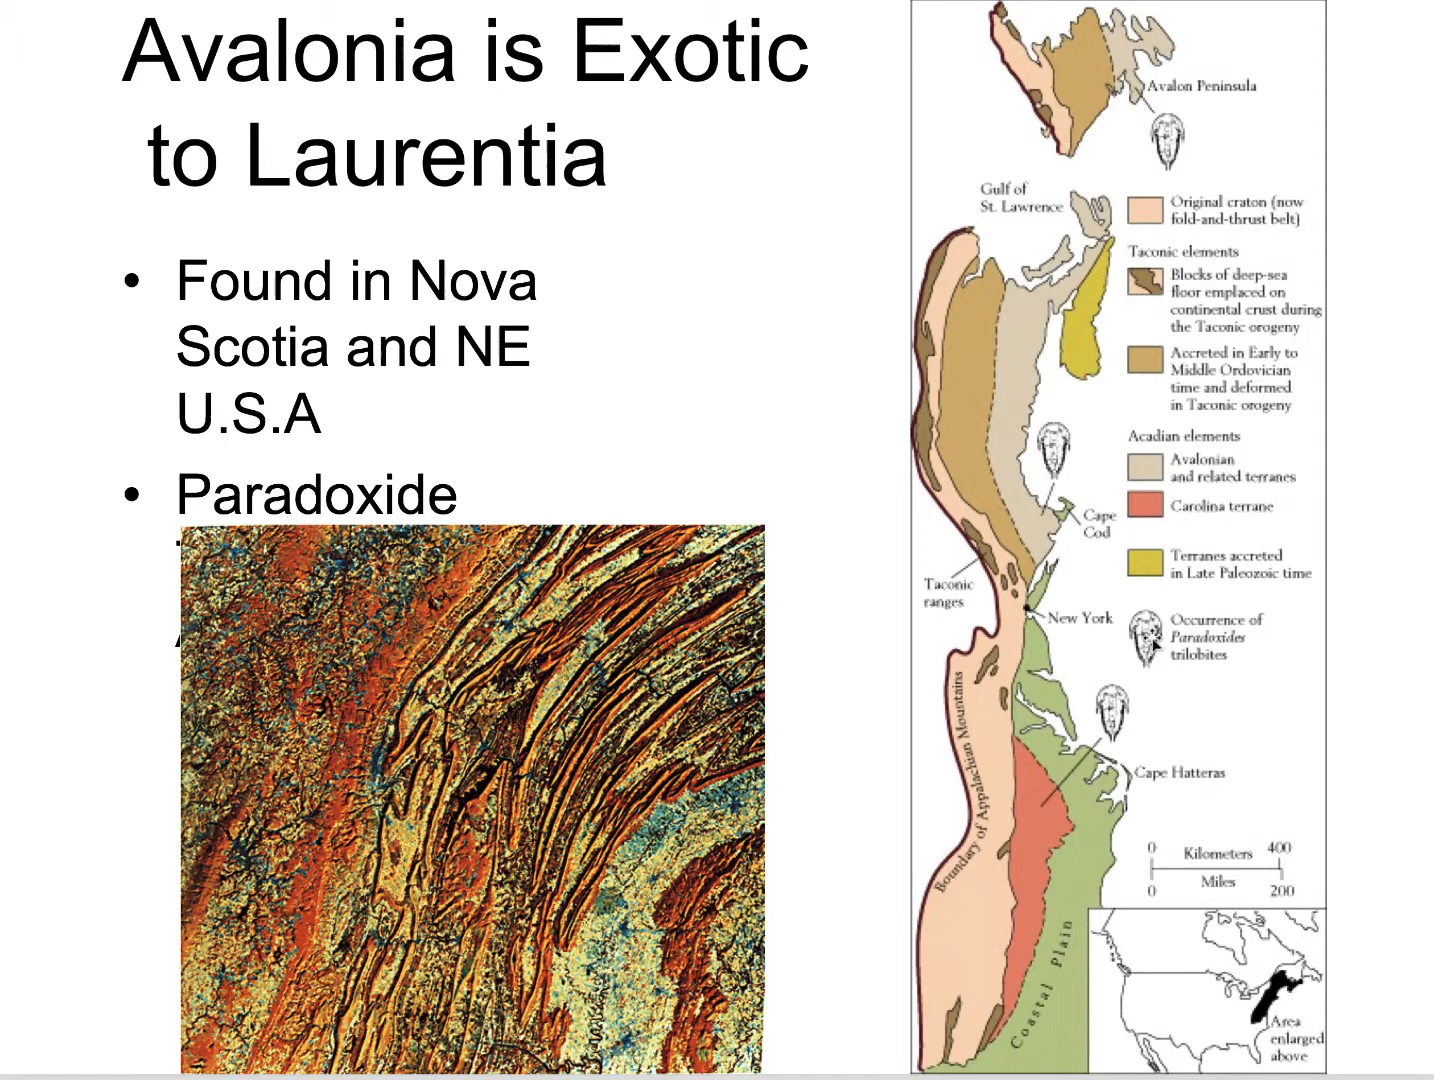 Avalonia is Exotic
to Laurentia
• Found in Nova
Scotia and NE
U.S.A
• Paradoxide
Avalon Peninsula
Gulf of
St. Lawrence
Original craton (now
fold-and-thrust belt)
Taconic elements
Blocks of deep-sea
floor emplaced on
continental crust during
the Taconic orogeny
Accreted in Early to
Middle Ordovician
time and deformed
in Taconic orogeny
Acadian elements
Avalonian
and related terranes
Carolina terrane
Cape
Cod
Terranes accreted
in Late Paleozoic time
Taconic
ranges
New York
Occurrence of
Paradoxides
trilobites
Boundary of Appalachian Mountains
Cape Hatteras
0 Kilometers 400
0 Miles 200
Coastal Plain
Area
enlarged
above